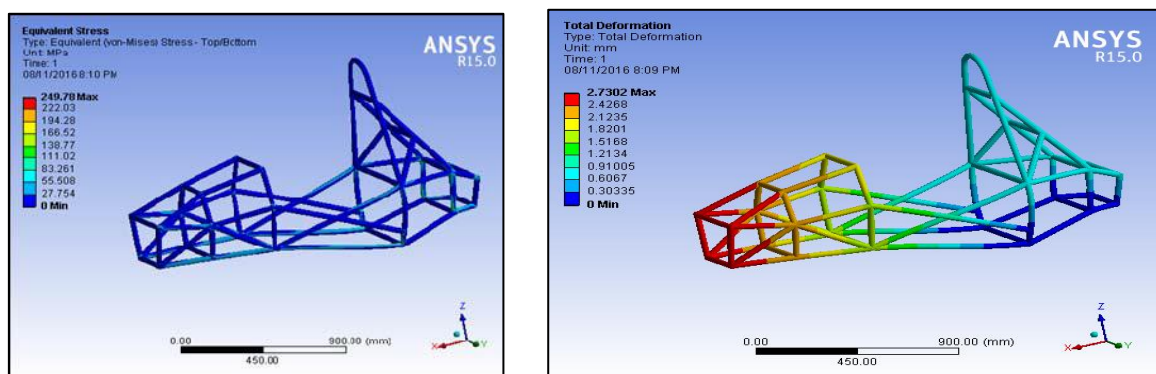 Equivalent Stress
Type: Equivalent (von-Mises) Stress - Top/Bottom
Unit: MPa
Time: 1
08/11/2016 8:10 PM
249.78 Max
222.03
194.28
166.52
138.77
111.02
83.261
55.508
27.754
0 Min
ANSYS
R15.0
Z
X
Y
0.00
900.00 (mm)
450.00
Total Deformation
Type: Total Deformation
Unit: mm
Time: 1
08/11/2016 8:09 PM
2.7302 Max
2.4268
2.1235
1.8201
1.5168
1.2134
0.91005
0.6067
0.30335
0 Min
ANSYS
R15.0
Z
X
Y
0.00
900.00 (mm)
450.00